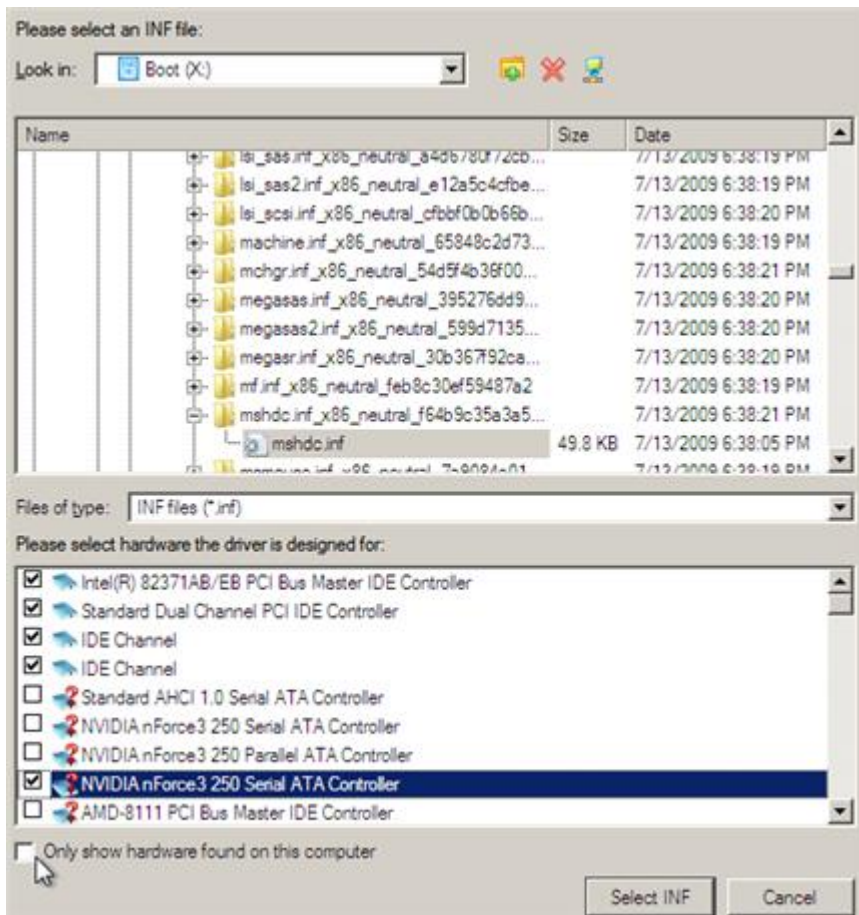 Please select an INF file:
Look in: Boot (X:)
Name Size Date
lsi_sas.inf_x86_neutral_a4d6780f72cb... 7/13/2009 6:38:19 PM
lsi_sas2.inf_x86_neutral_e12a5c4cfbe... 7/13/2009 6:38:19 PM
lsi_scsi.inf_x86_neutral_cfbbf0b0b66b... 7/13/2009 6:38:20 PM
machine.inf_x86_neutral_65848c2d73... 7/13/2009 6:38:19 PM
mchgr.inf_x86_neutral_54d5f4b36f00... 7/13/2009 6:38:21 PM
megasas.inf_x86_neutral_395276dd9... 7/13/2009 6:38:20 PM
megasas2.inf_x86_neutral_599d7135... 7/13/2009 6:38:20 PM
megasr.inf_x86_neutral_30b367f92ca... 7/13/2009 6:38:20 PM
mf.inf_x86_neutral_feb8c30ef59487a2 7/13/2009 6:38:19 PM
mshdc.inf_x86_neutral_f64b9c35a3a5... 7/13/2009 6:38:21 PM
mshdc.inf 49.8 KB 7/13/2009 6:38:05 PM
7/13/2009 6:38:19 PM
Files of type: INF files (*.inf)
Please select hardware the driver is designed for:
Intel(R) 82371AB/EB PCI Bus Master IDE Controller
Standard Dual Channel PCI IDE Controller
IDE Channel
IDE Channel
Standard AHCI 1.0 Serial ATA Controller
NVIDIA nForce3 250 Serial ATA Controller
NVIDIA nForce3 250 Parallel ATA Controller
NVIDIA nForce3 250 Serial ATA Controller
AMD-8111 PCI Bus Master IDE Controller
Only show hardware found on this computer
Select INF Cancel